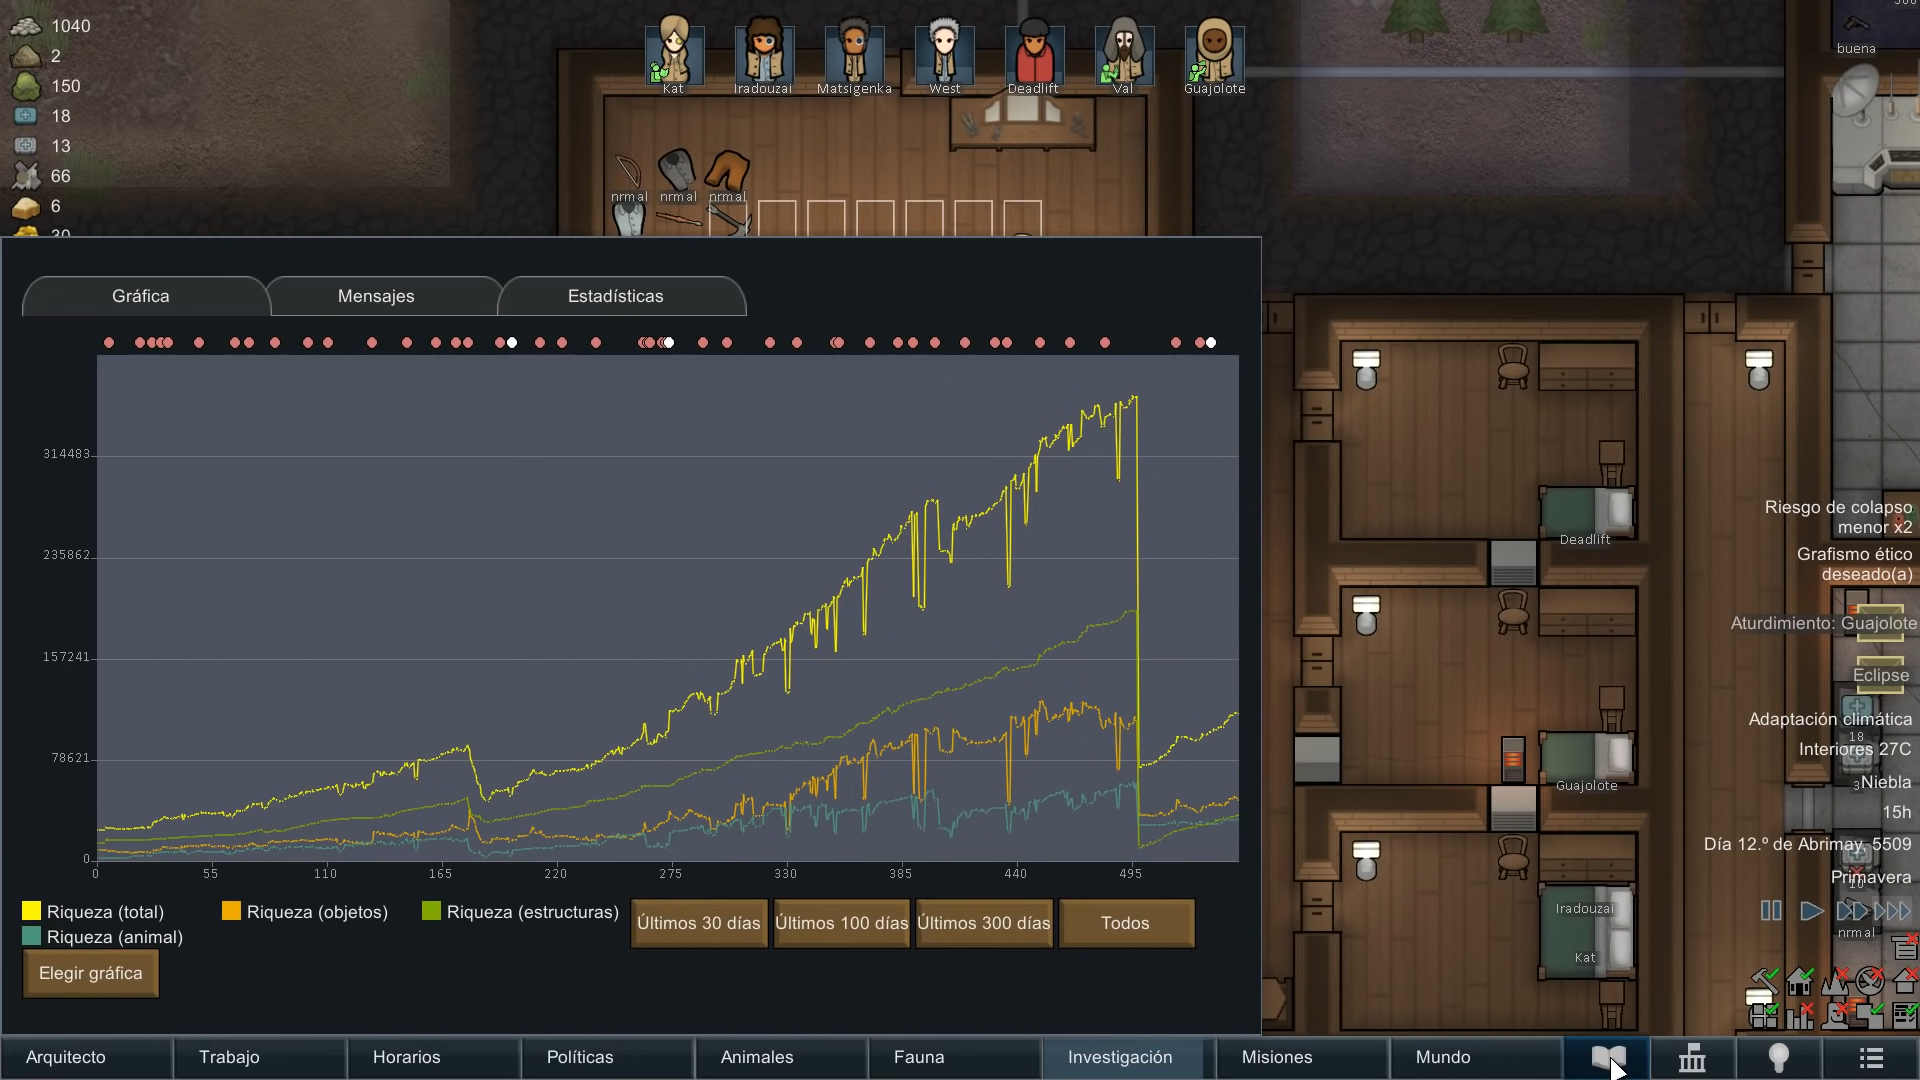 1040
2
150
18
13
66
6
30
Kat
Iradouzai
Matsigenka
West
Deadlift
Val
Guajolote
buena
nrmal
nrmal
nrmal
Gráfica
Mensajes
Estadísticas
314483
235862
157241
78621
0
0
55
110
165
220
275
330
385
440
495
Riqueza (total)
Riqueza (objetos)
Riqueza (estructuras)
Riqueza (animal)
Últimos 30 días
Últimos 100 días
Últimos 300 días
Todos
Elegir gráfica
Deadlift
Guajolote
Iradouzai
Kat
Riesgo de colapso
menor x2
Grafismo ético
deseado(a)
Aturdimiento: Guajolote
Eclipse
Adaptación climática
18
Interiores 27C
3
Niebla
15h
Día 12.º de Abrimay, 5509
Primavera
10
nrmal
Arquitecto
Trabajo
Horarios
Políticas
Animales
Fauna
Investigación
Misiones
Mundo